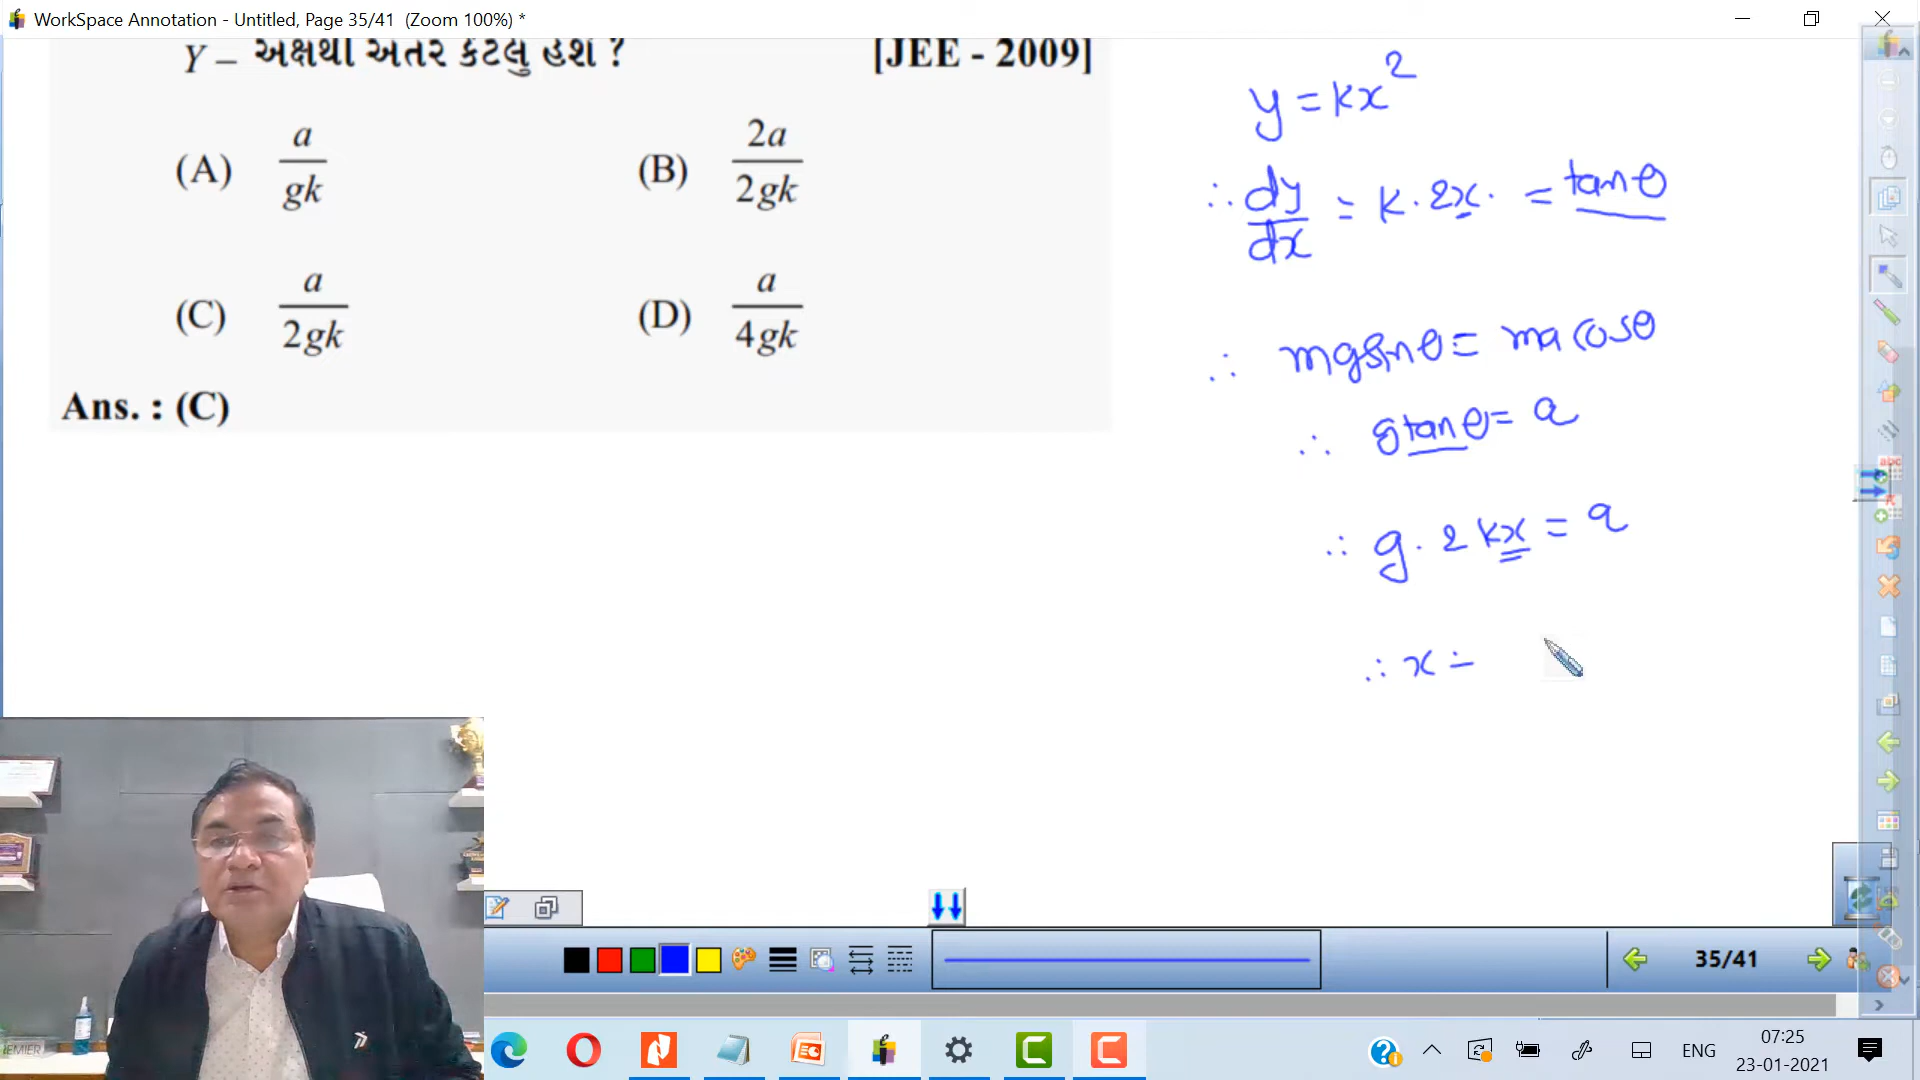 WorkSpace Annotation - Untitled, Page 35/41 (Zoom 100%) *
Y – અક્ષથી અંતર કેટલું હશે ? [JEE - 2009]
(A) a/gk (B) 2a/2gk
(C) a/2gk (D) a/4gk
Ans. : (C)
y = kx²
∴ dy/dx = k · 2x · = tanθ
∴ mg sinθ = ma cosθ
∴ g tanθ = a
∴ g · 2 kx = a
∴ x =
35/41
ENG
07:25
23-01-2021